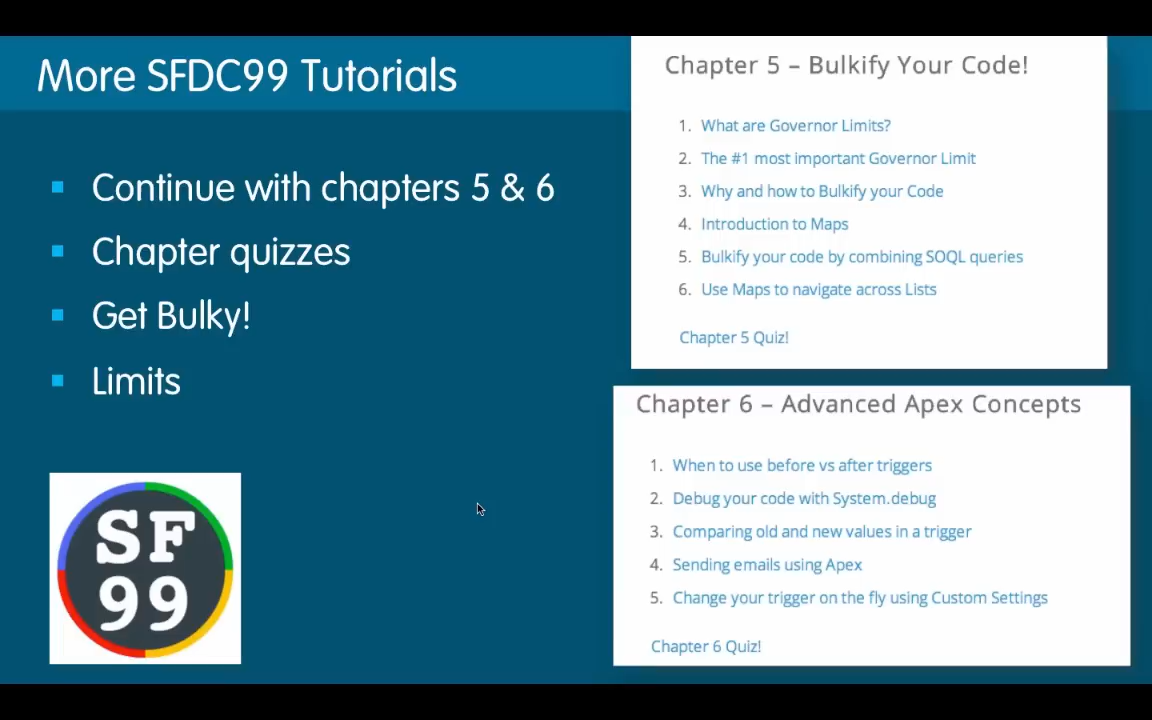 More SFDC99 Tutorials
Continue with chapters 5 & 6
Chapter quizzes
Get Bulky!
Limits
SF
99
Chapter 5 – Bulkify Your Code!
1. What are Governor Limits?
2. The #1 most important Governor Limit
3. Why and how to Bulkify your Code
4. Introduction to Maps
5. Bulkify your code by combining SOQL queries
6. Use Maps to navigate across Lists
Chapter 5 Quiz!
Chapter 6 – Advanced Apex Concepts
1. When to use before vs after triggers
2. Debug your code with System.debug
3. Comparing old and new values in a trigger
4. Sending emails using Apex
5. Change your trigger on the fly using Custom Settings
Chapter 6 Quiz!